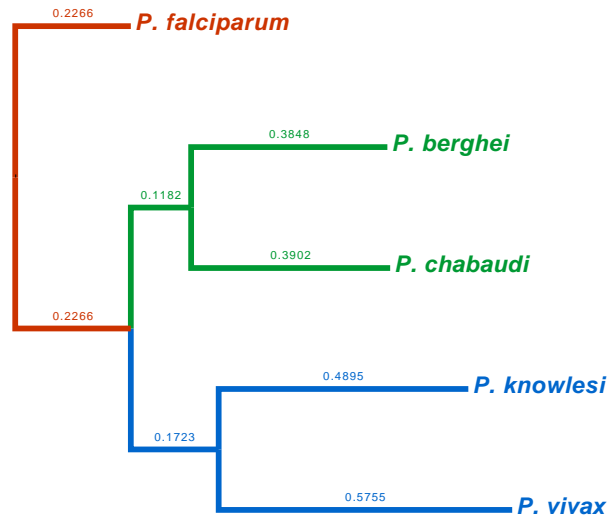 0.2266
P. falciparum
0.3848
P. berghei
0.1182
0.3902
P. chabaudi
0.2266
0.4895
P. knowlesi
0.1723
0.5755
P. vivax